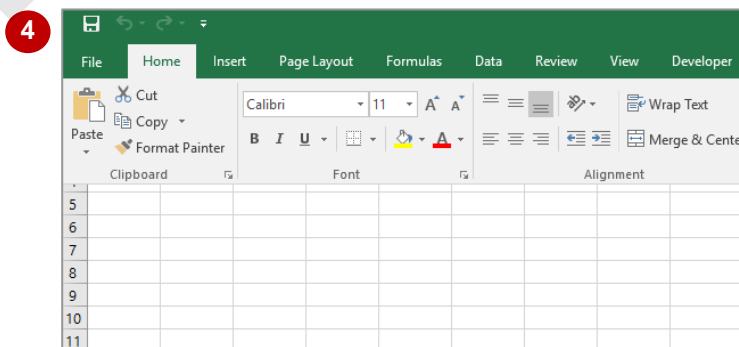 4
File Home Insert Page Layout Formulas Data Review View Developer
Cut
Calibri 11 A A Wrap Text
Copy
Paste
B I U A Merge & Cente
Format Painter
Clipboard Font Alignment
5
6
7
8
9
10
11